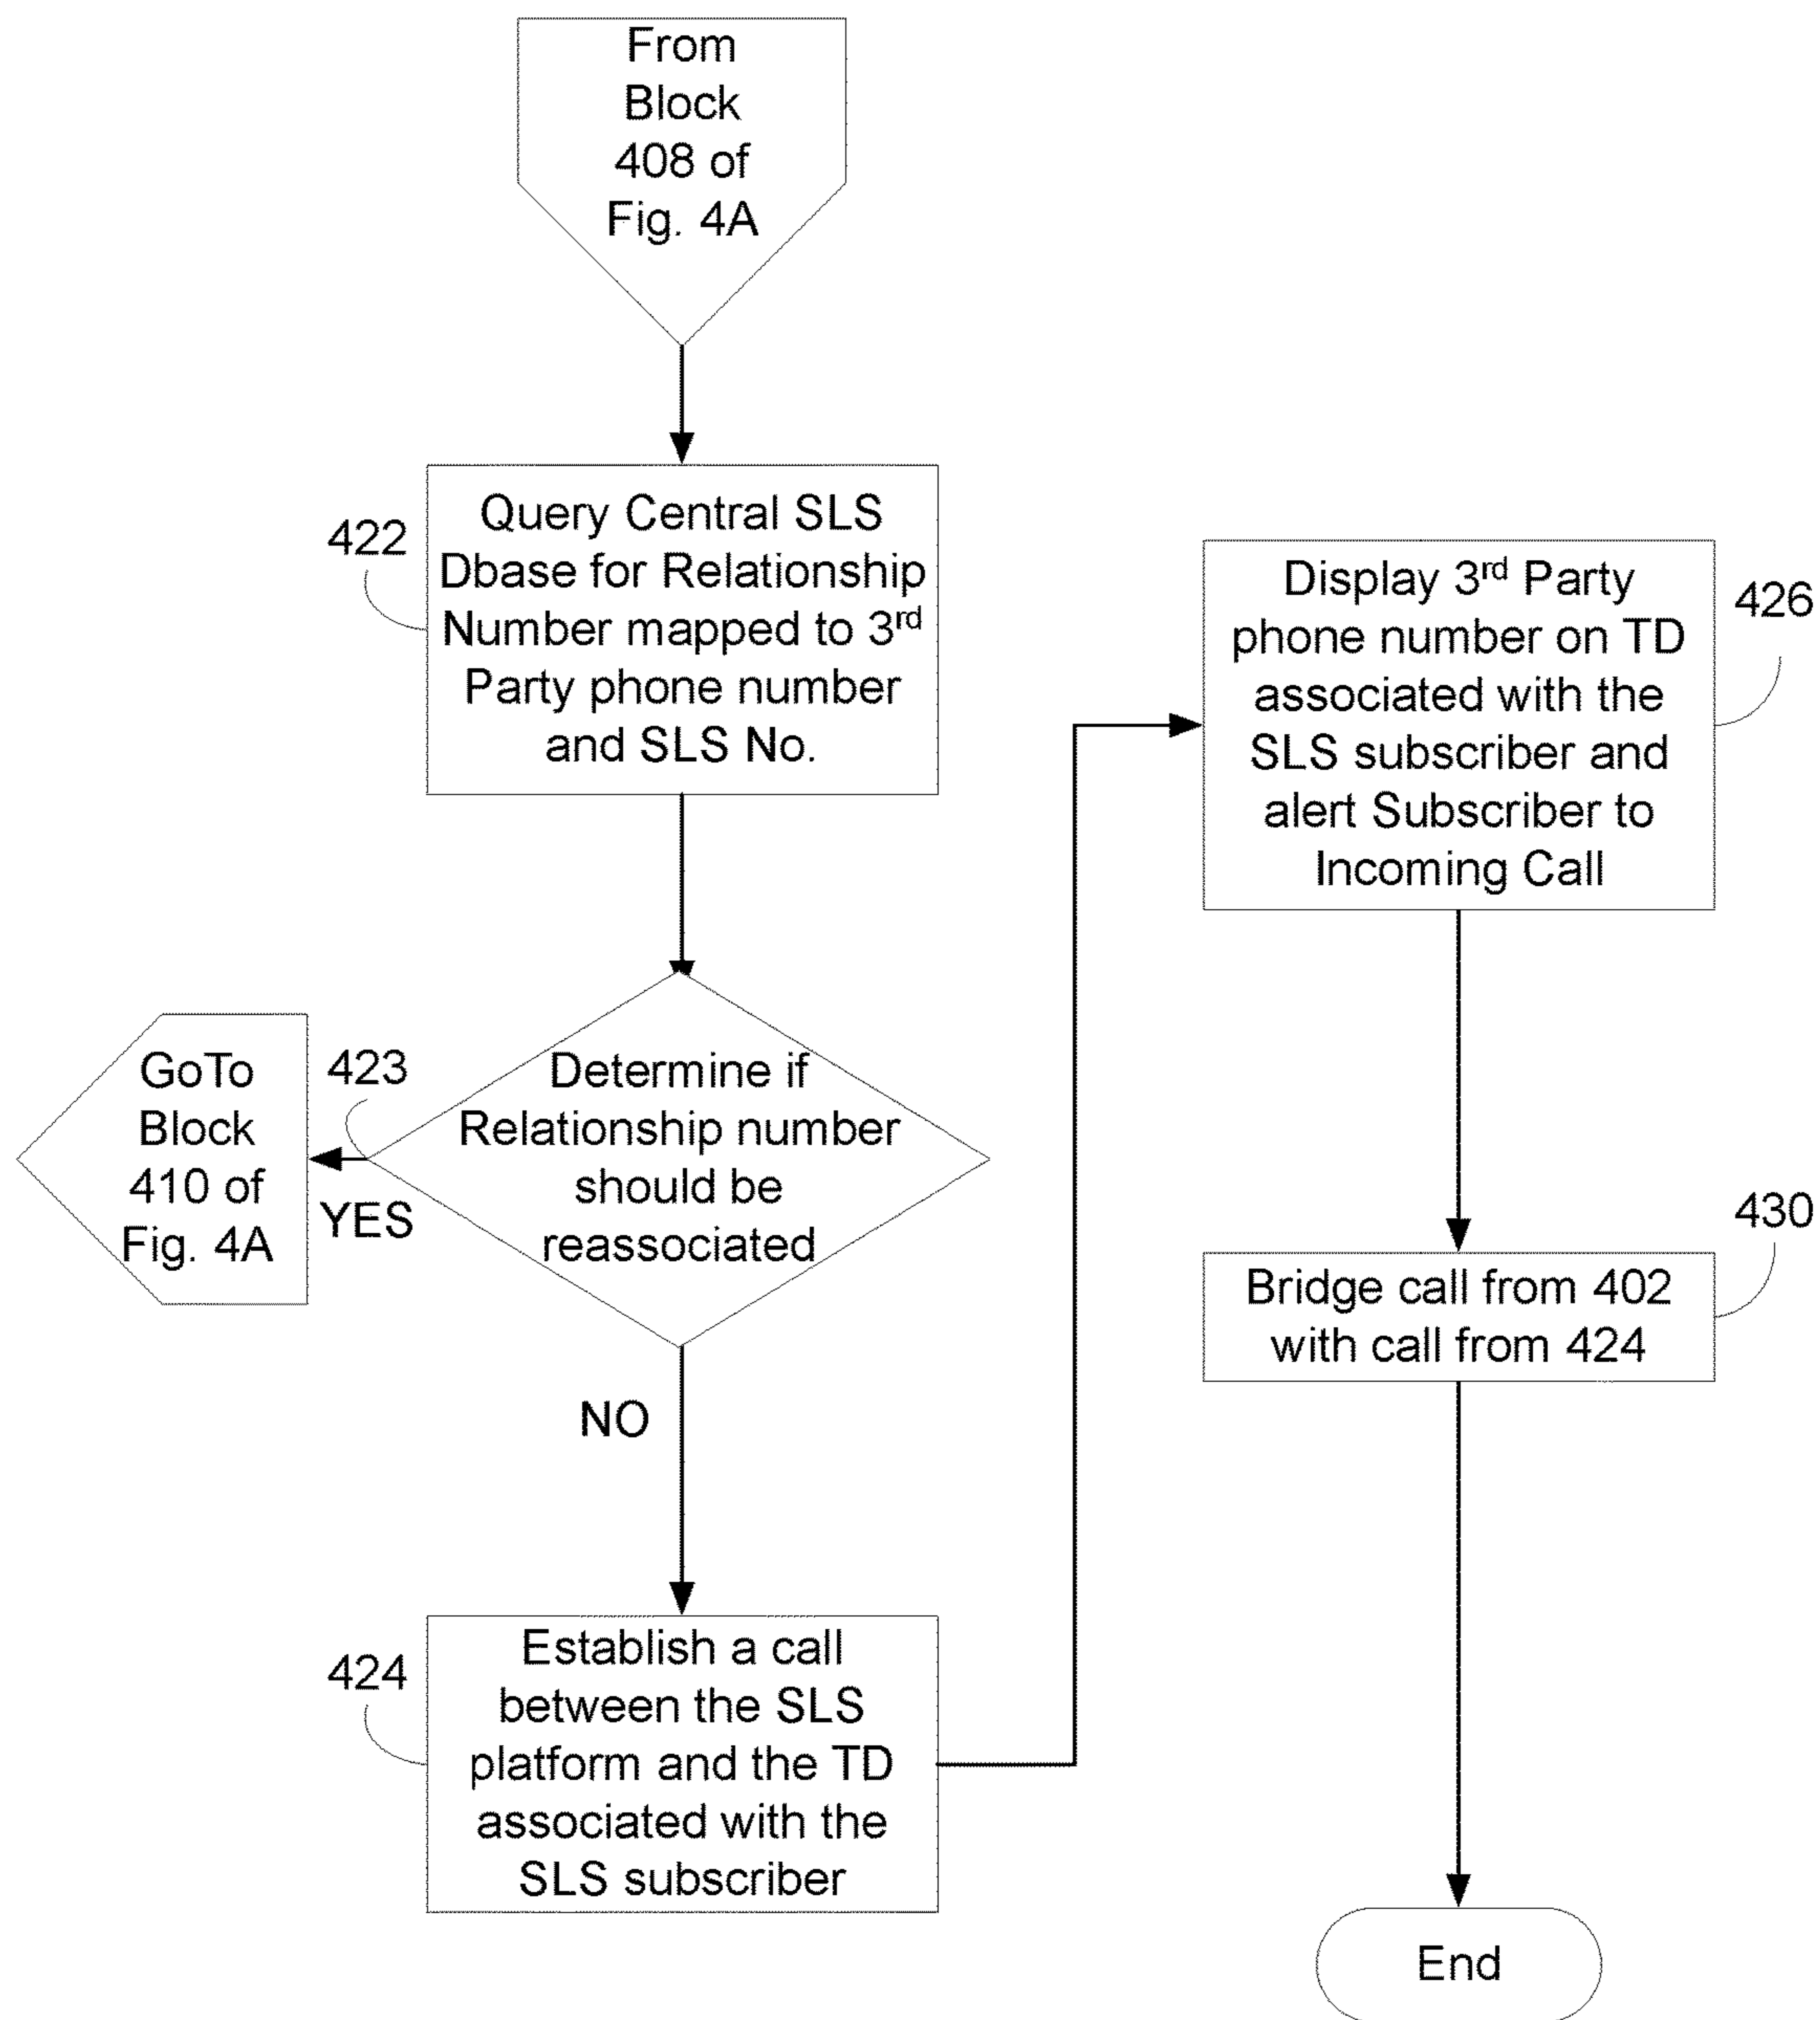 From
Block
408 of
Fig. 4A
422
Query Central SLS
Dbase for Relationship
Number mapped to 3rd
Party phone number
and SLS No.
423
Determine if
Relationship number
should be
reassociated
YES
GoTo
Block
410 of
Fig. 4A
NO
424
Establish a call
between the SLS
platform and the TD
associated with the
SLS subscriber
426
Display 3rd Party
phone number on TD
associated with the
SLS subscriber and
alert Subscriber to
Incoming Call
430
Bridge call from 402
with call from 424
End